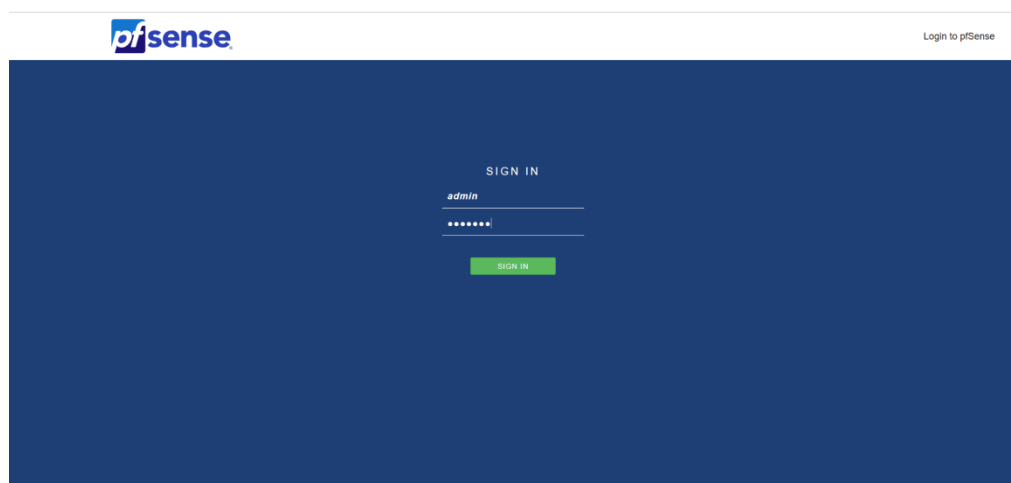 pfsense
Login to pfSense
SIGN IN
admin
•••••••
SIGN IN